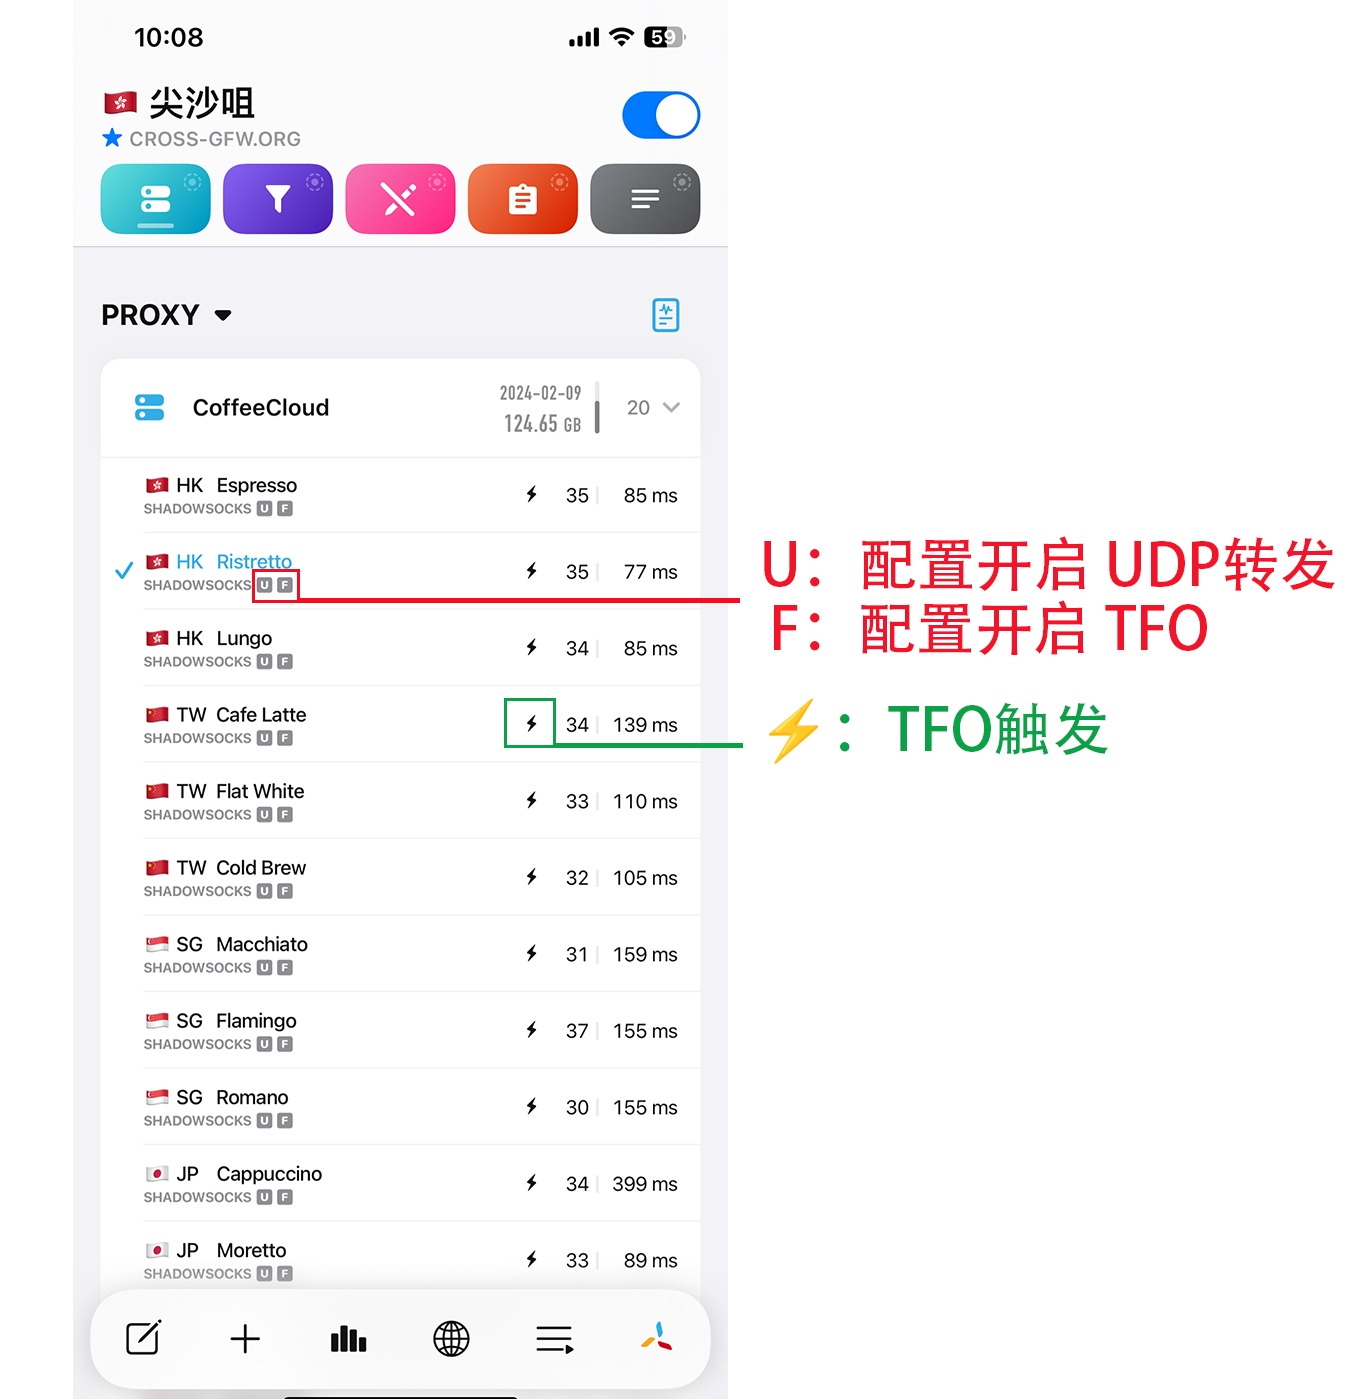 10:08
59
尖沙咀
CROSS-GFW.ORG
PROXY
CoffeeCloud
2024-02-09
124.65 GB
20
HK Espresso
SHADOWSOCKS U F
35
85 ms
HK Ristretto
SHADOWSOCKS U F
35
77 ms
HK Lungo
SHADOWSOCKS U F
34
85 ms
TW Cafe Latte
SHADOWSOCKS U F
34
139 ms
TW Flat White
SHADOWSOCKS U F
33
110 ms
TW Cold Brew
SHADOWSOCKS U F
32
105 ms
SG Macchiato
SHADOWSOCKS U F
31
159 ms
SG Flamingo
SHADOWSOCKS U F
37
155 ms
SG Romano
SHADOWSOCKS U F
30
155 ms
JP Cappuccino
SHADOWSOCKS U F
34
399 ms
JP Moretto
SHADOWSOCKS U F
33
89 ms
U：配置开启 UDP转发
F：配置开启 TFO
⚡：TFO触发